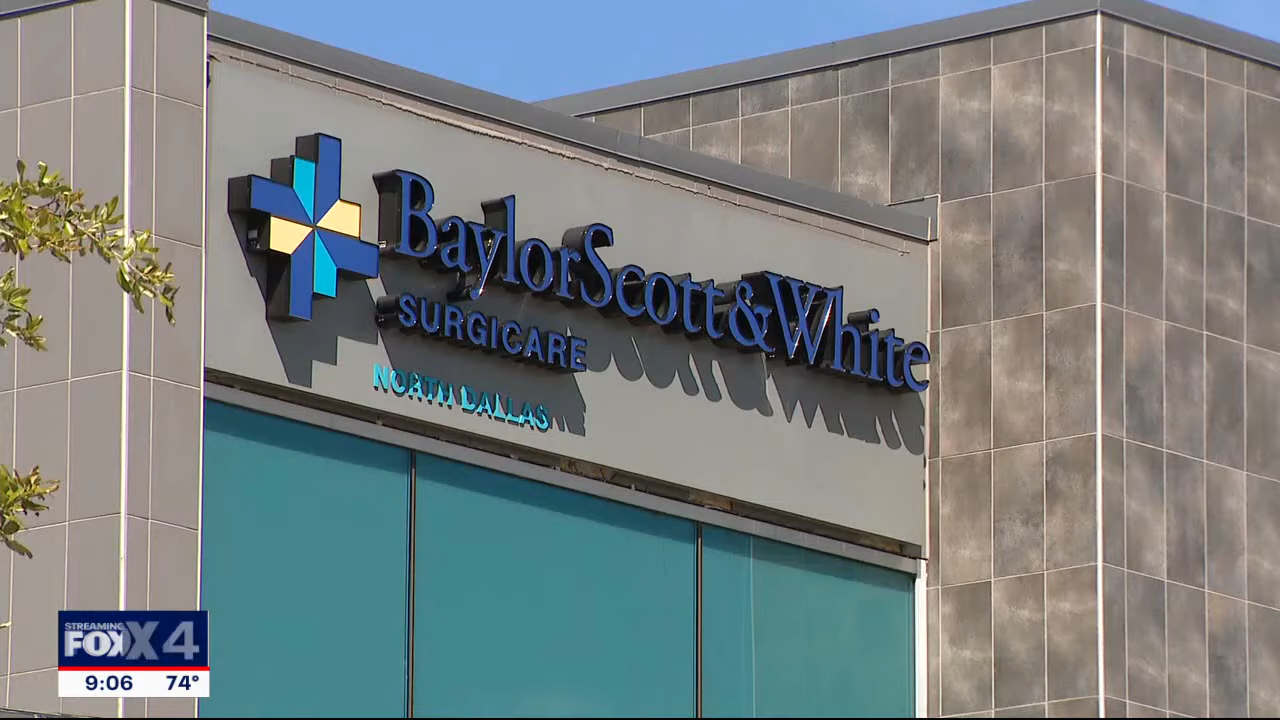 BaylorScott&White
SURGICARE
NORTH DALLAS
STREAMING
FOX 4
9:06 74°